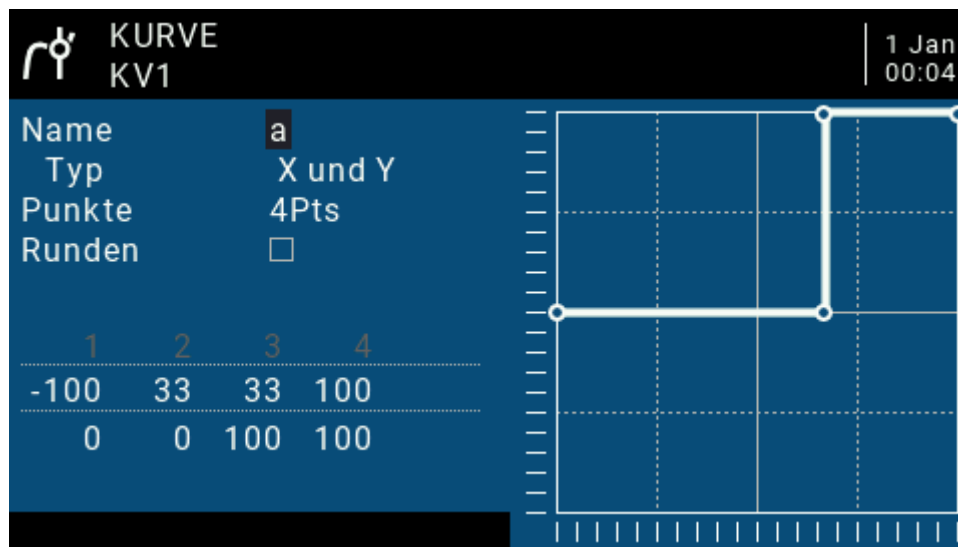 KURVE
KV1
1 Jan
00:04
Name a
Typ X und Y
Punkte 4Pts
Runden
1 2 3 4
-100 33 33 100
0 0 100 100